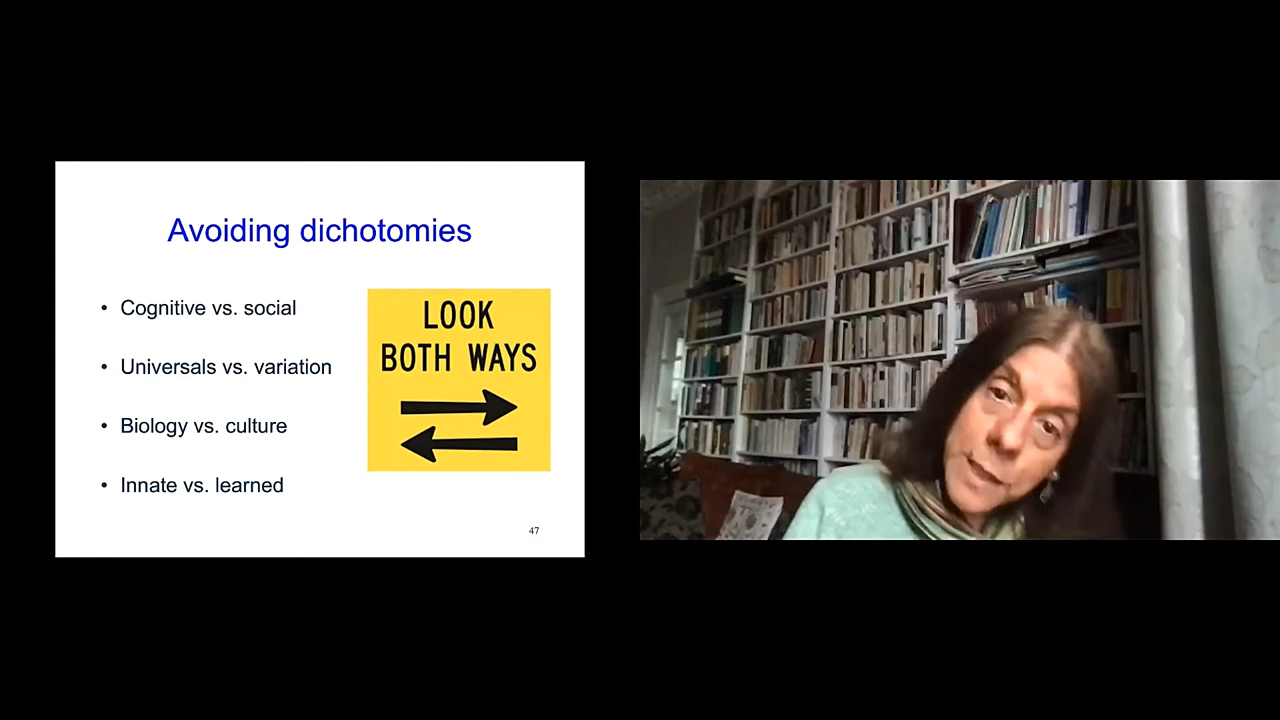 Avoiding dichotomies
• Cognitive vs. social
• Universals vs. variation
• Biology vs. culture
• Innate vs. learned
LOOK
BOTH WAYS
47